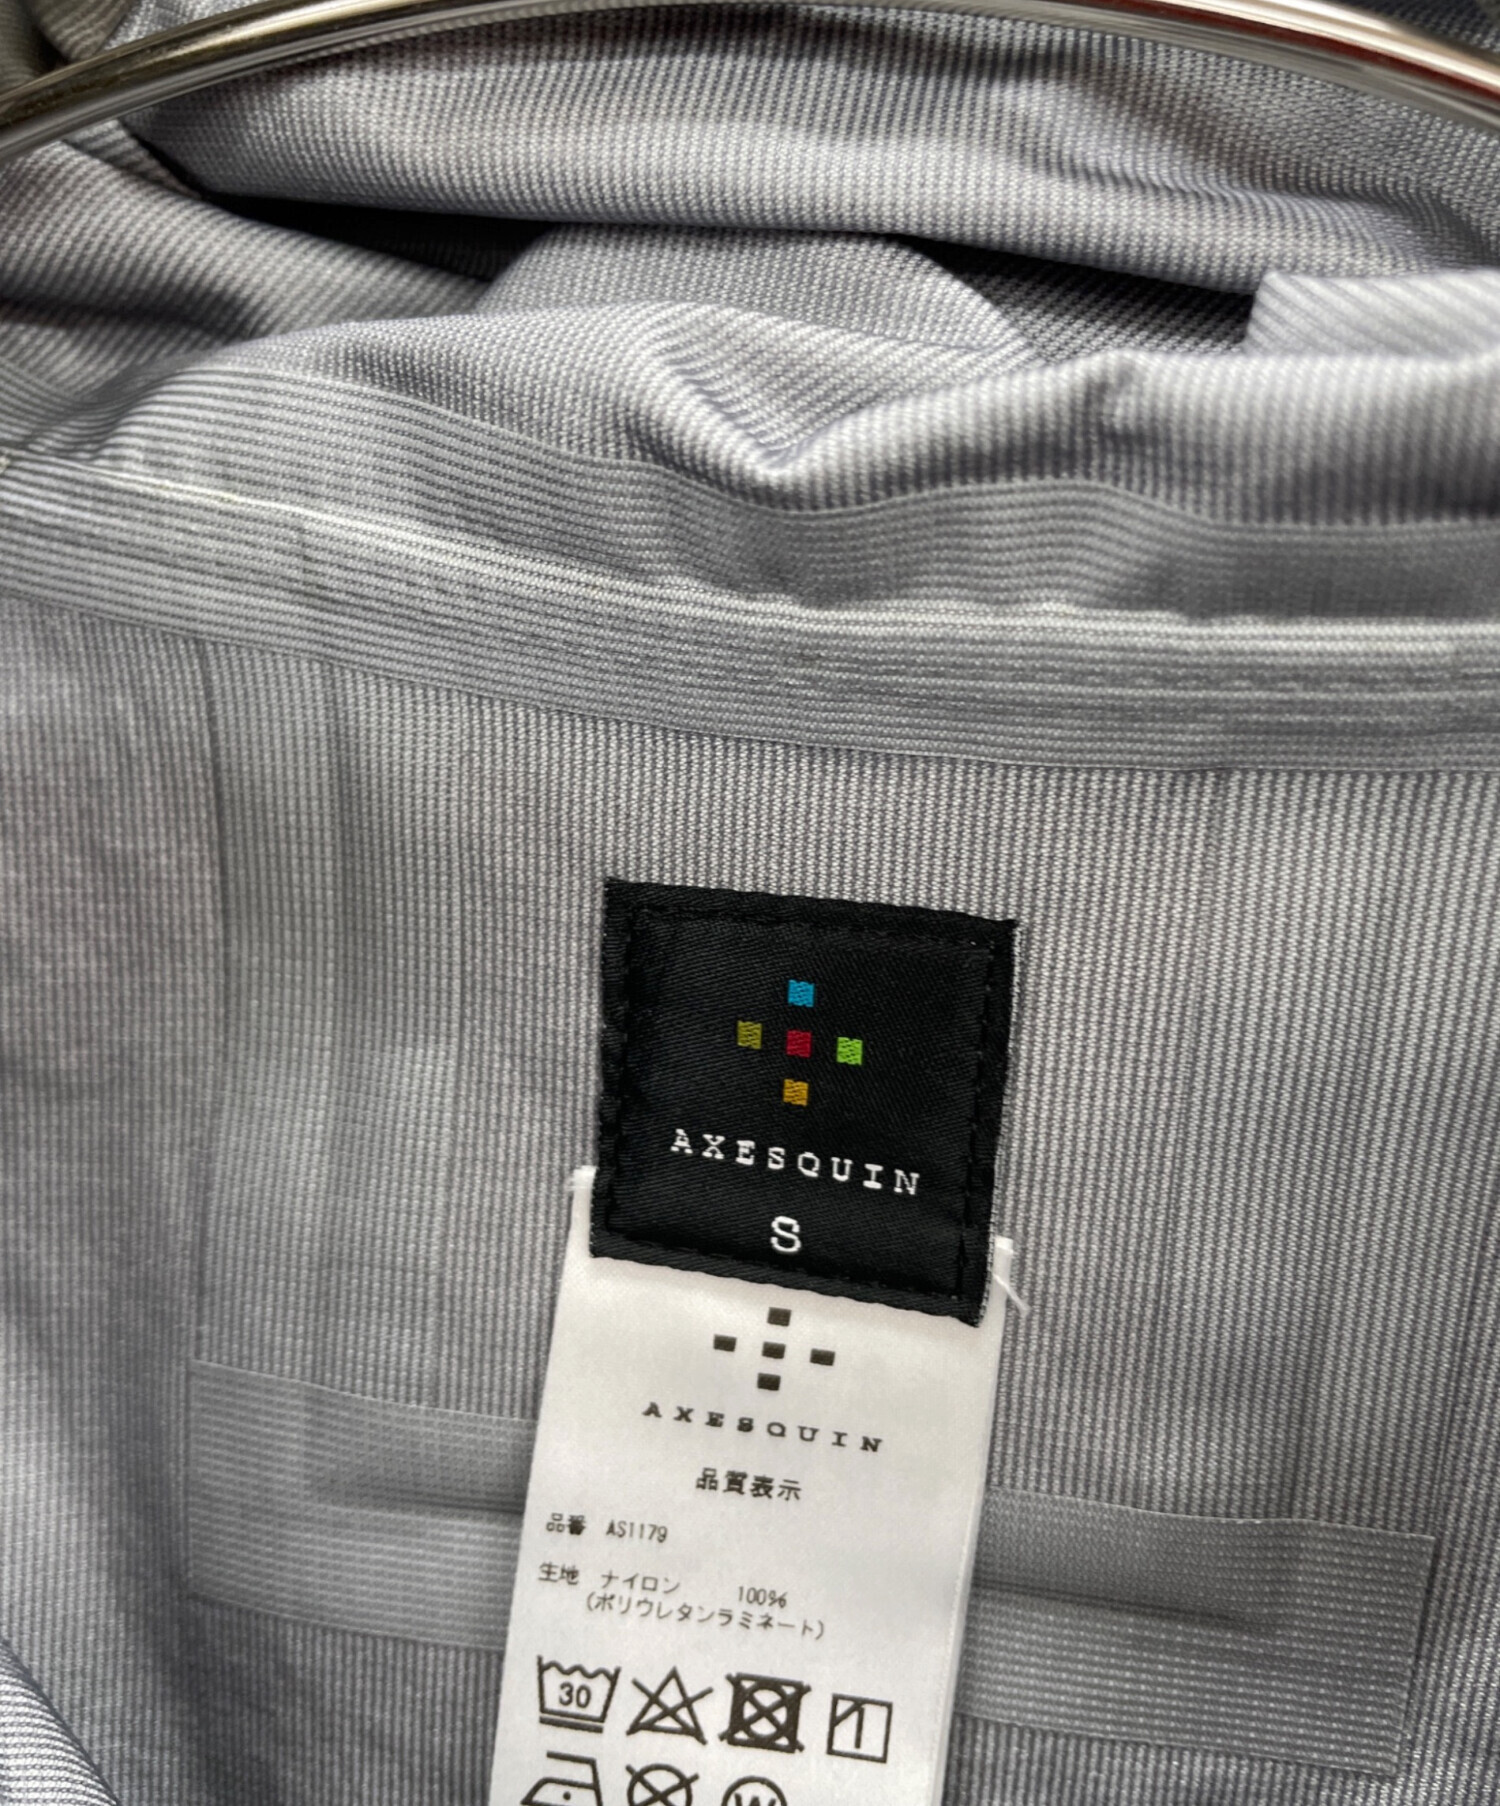 AXESQUIN
S
AXESQUIN
品質表示
品番 AS1179
生地 ナイロン 100%
(ポリウレタンラミネート)
30
W